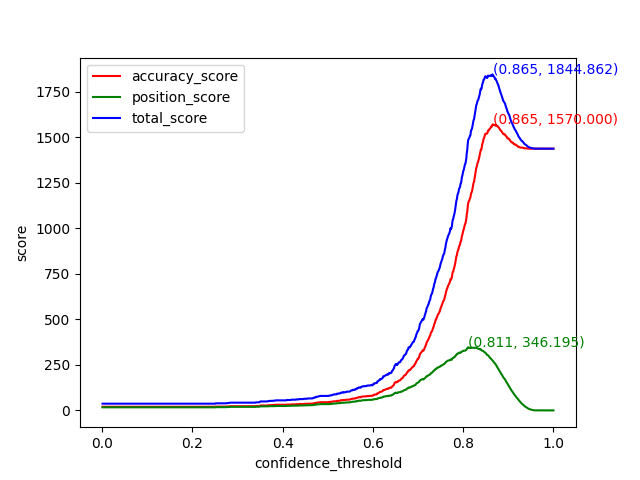 accuracy_score
position_score
total_score
(0.865, 1844.862)
(0.865, 1570.000)
(0.811, 346.195)
score
1750
1500
1250
1000
750
500
250
0
0.0 0.2 0.4 0.6 0.8 1.0
confidence_threshold